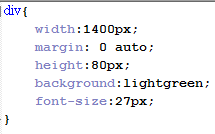 div{
width:1400px;
margin: 0 auto;
height:80px;
background:lightgreen;
font-size:27px;
}